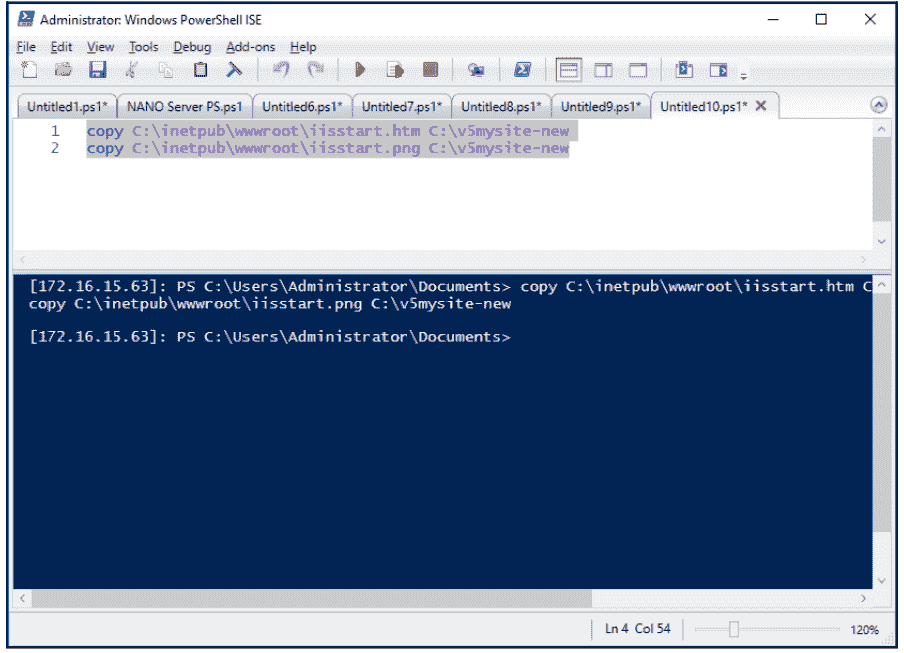 Administrator: Windows PowerShell ISE
File Edit View Tools Debug Add-ons Help
Untitled1.ps1* NANO Server PS.ps1 Untitled6.ps1* Untitled7.ps1* Untitled8.ps1* Untitled9.ps1* Untitled10.ps1* X
1 copy C:\inetpub\wwwroot\iisstart.htm C:\v5mysite-new
2 copy C:\inetpub\wwwroot\iisstart.png C:\v5mysite-new
[172.16.15.63]: PS C:\Users\Administrator\Documents> copy C:\inetpub\wwwroot\iisstart.htm C
copy C:\inetpub\wwwroot\iisstart.png C:\v5mysite-new
[172.16.15.63]: PS C:\Users\Administrator\Documents>
Ln 4 Col 54 120%